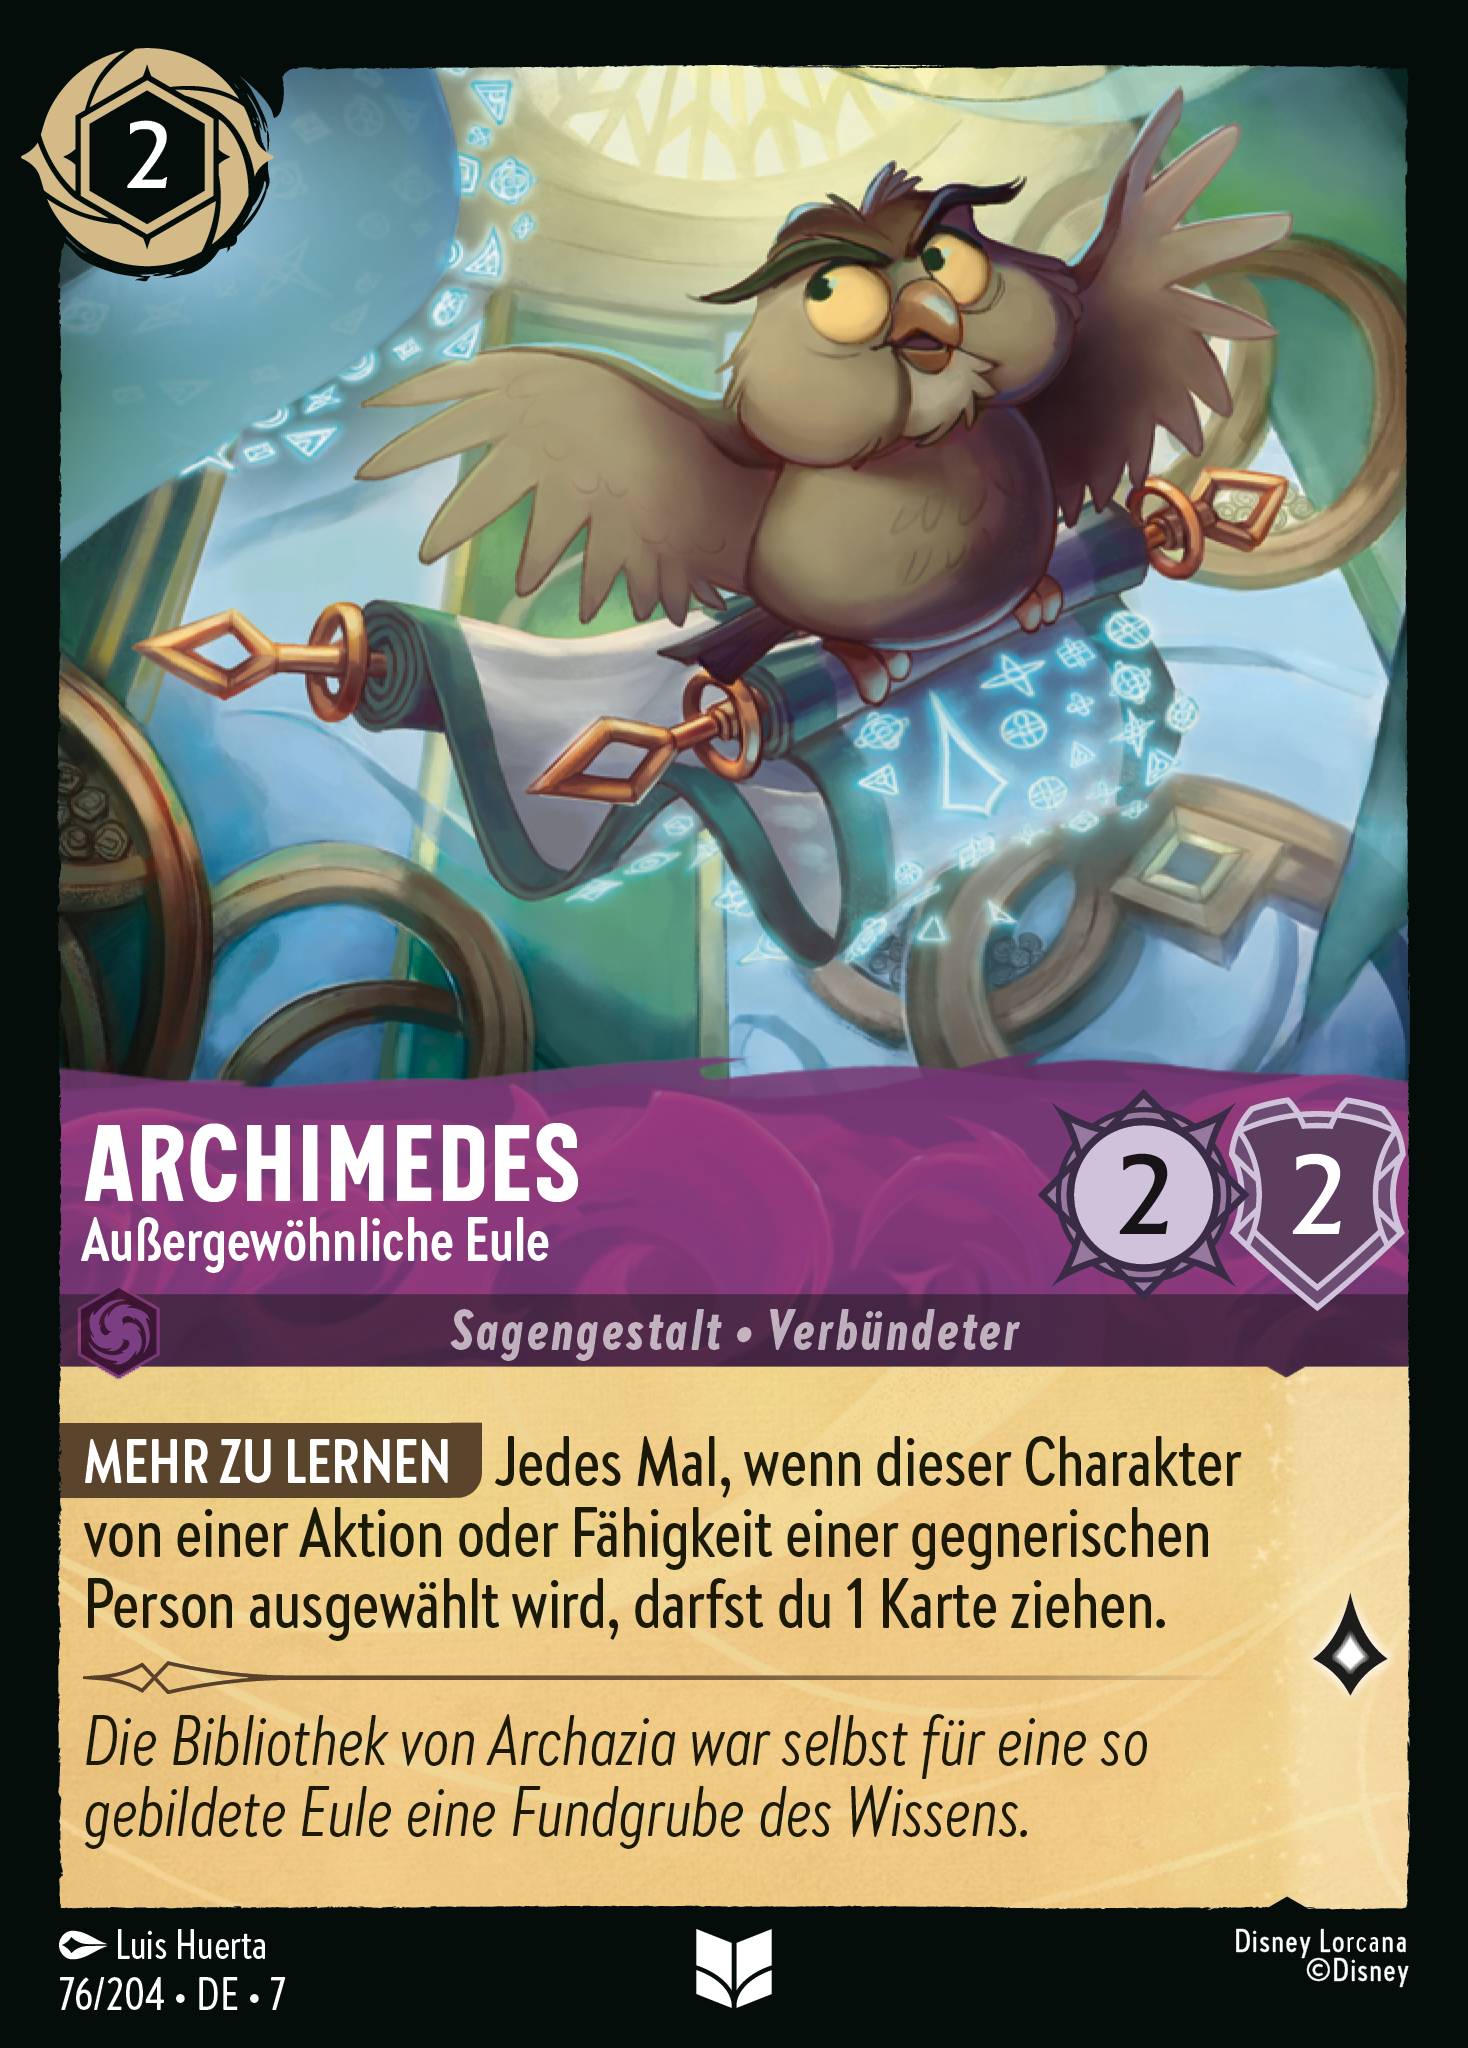 2
ARCHIMEDES
Außergewöhnliche Eule
2 2
Sagengestalt • Verbündeter
MEHR ZU LERNEN Jedes Mal, wenn dieser Charakter
von einer Aktion oder Fähigkeit einer gegnerischen
Person ausgewählt wird, darfst du 1 Karte ziehen.
Die Bibliothek von Archazia war selbst für eine so
gebildete Eule eine Fundgrube des Wissens.
Luis Huerta
76/204 • DE • 7
Disney Lorcana
©Disney